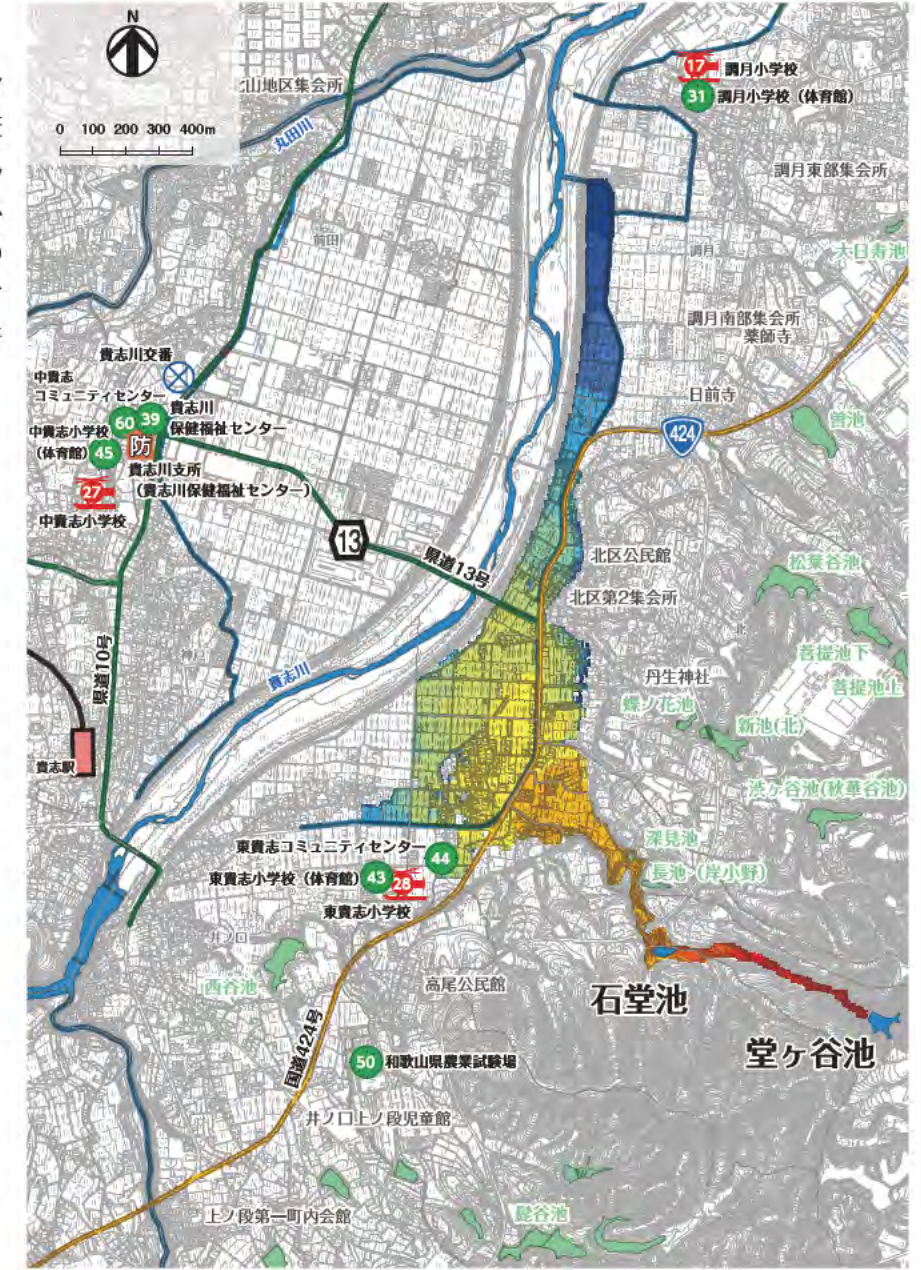 N
0 100 200 300 400m
山地区集会所
丸田川
17 調月小学校
31 調月小学校（体育館）
調月東部集会所
前田
調月
大日寿池
調月南部集会所
薬師寺
貴志川交番
中貴志
コミュニティセンター
60 39 貴志川
保健福祉センター
日前寺
424
中貴志小学校
（体育館） 45
防
貴志川支所
（貴志川保健福祉センター）
27
中貴志小学校
13
県道13号
北区公民館
北区第2集会所
松葉谷池
菩提池下
菩提池上
県道10号
神戸
貴志川
丹生神社
蝶ノ花池
新池(北)
貴志駅
渋ヶ谷池(秋葉谷池)
深見池
長池（岸小野）
東貴志コミュニティセンター 44
東貴志小学校（体育館） 43 28
東貴志小学校
井ノ口
西谷池
高尾公民館
石堂池
堂ヶ谷池
国道424号
50 和歌山県農業試験場
井ノ口上ノ段児童館
上ノ段第一町内会館
髭谷池